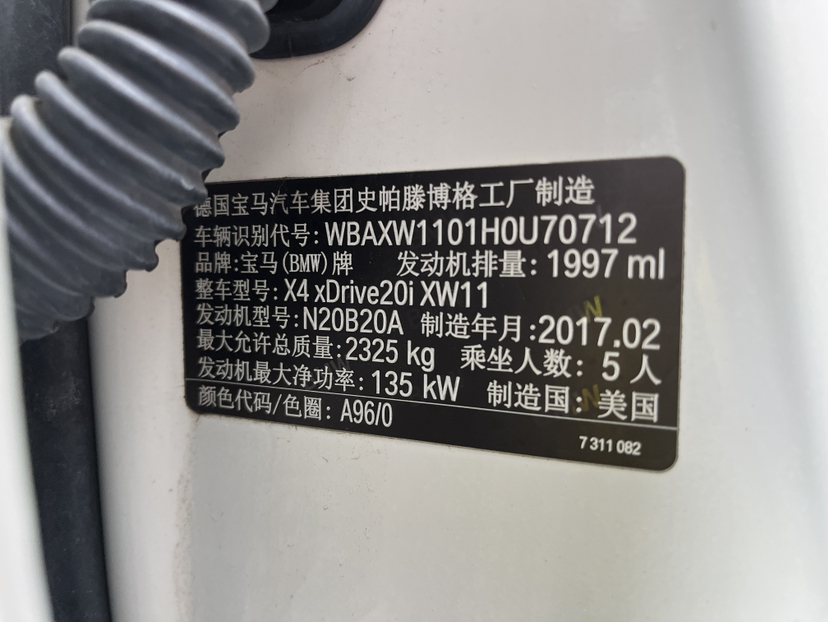 德国宝马汽车集团史帕滕博格工厂制造
车辆识别代号: WBAXW1101H0U70712
品牌: 宝马(BMW)牌 发动机排量: 1997 ml
整车型号: X4 xDrive20i XW11
发动机型号: N20B20A 制造年月: 2017.02
最大允许总质量: 2325 kg 乘坐人数: 5 人
发动机最大净功率: 135 kW 制造国: 美国
颜色代码/色圈: A96/0
7 311 082